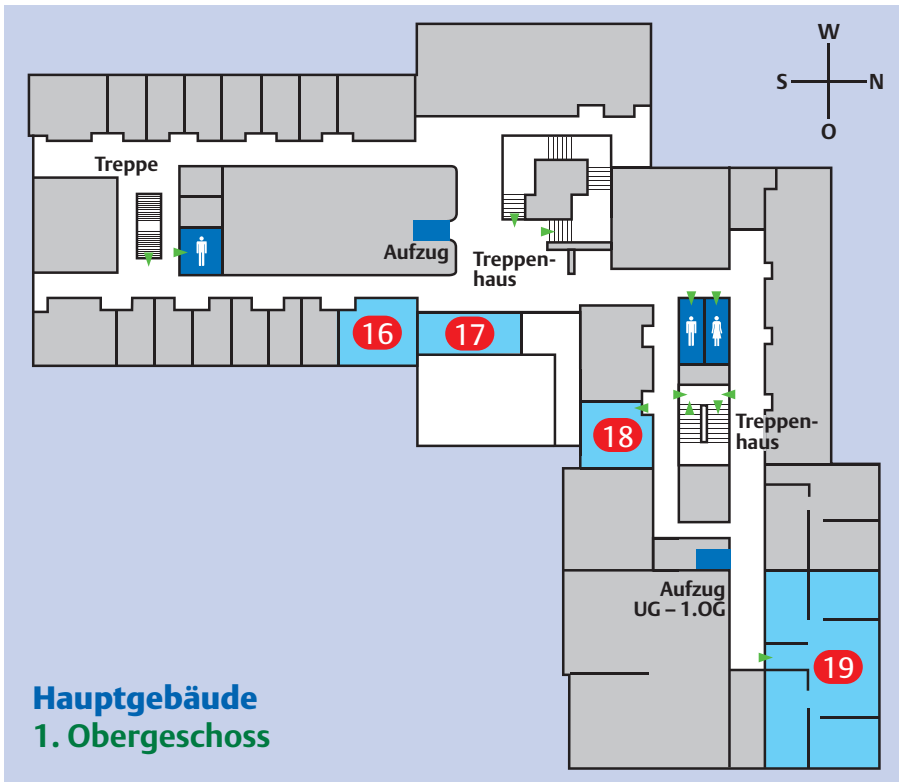 W
S N
O
Treppe
Aufzug
Treppen-
haus
16
17
18
Treppen-
haus
Aufzug
UG – 1.OG
19
Hauptgebäude
1. Obergeschoss